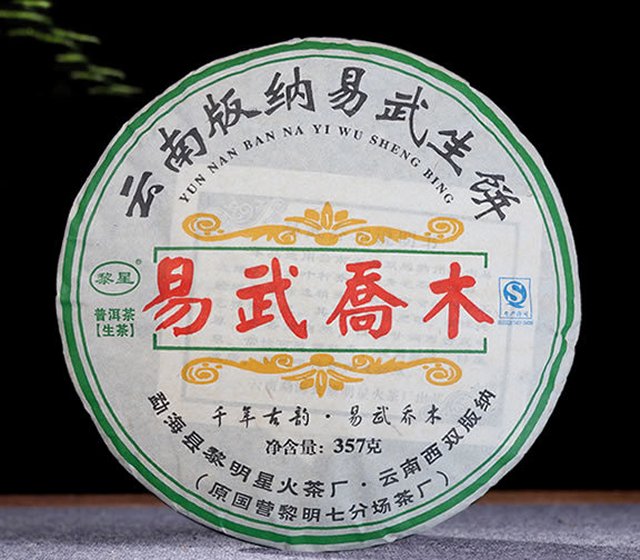 云南版纳易武生饼
YUN NAN BAN NA YI WU SHENG BING
黎星®
普洱茶
【生茶】
易武喬木
千年古韵·易武乔木
净含量：357克
勐海县黎明星火茶厂·云南西双版纳
（原国营黎明七分场茶厂）